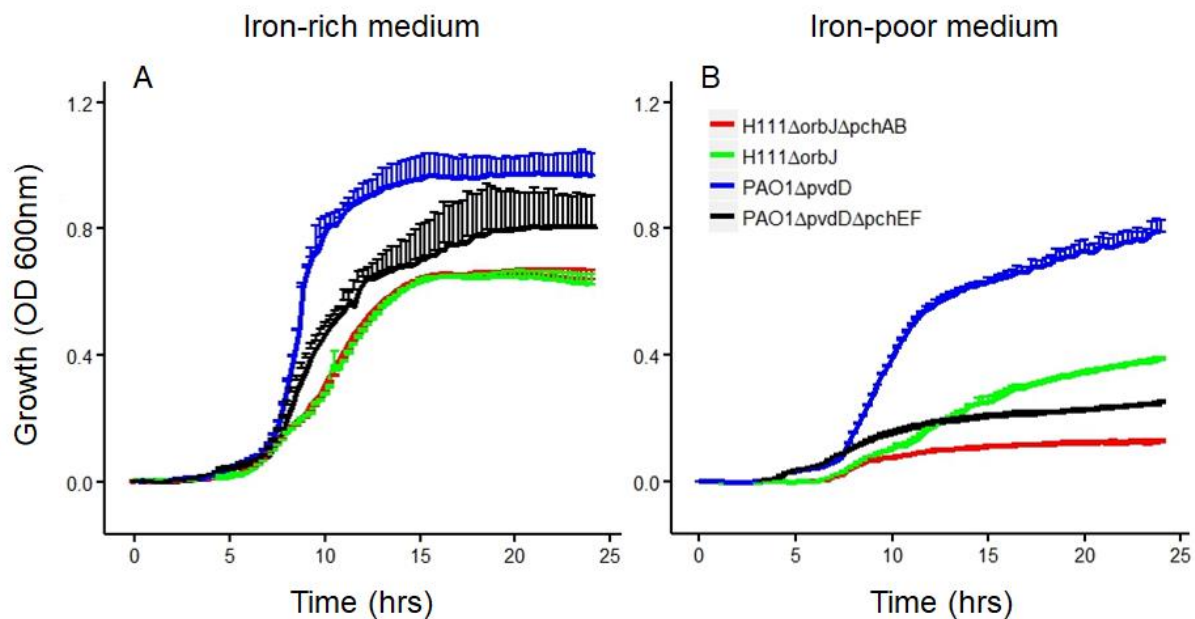 Iron-rich medium
Iron-poor medium
A
B
1.2
0.8
0.4
0.0
Growth (OD 600nm)
0 5 10 15 20 25
Time (hrs)
1.2
0.8
0.4
0.0
H111ΔorbJΔpchAB
H111ΔorbJ
PAO1ΔpvdD
PAO1ΔpvdDΔpchEF
0 5 10 15 20 25
Time (hrs)